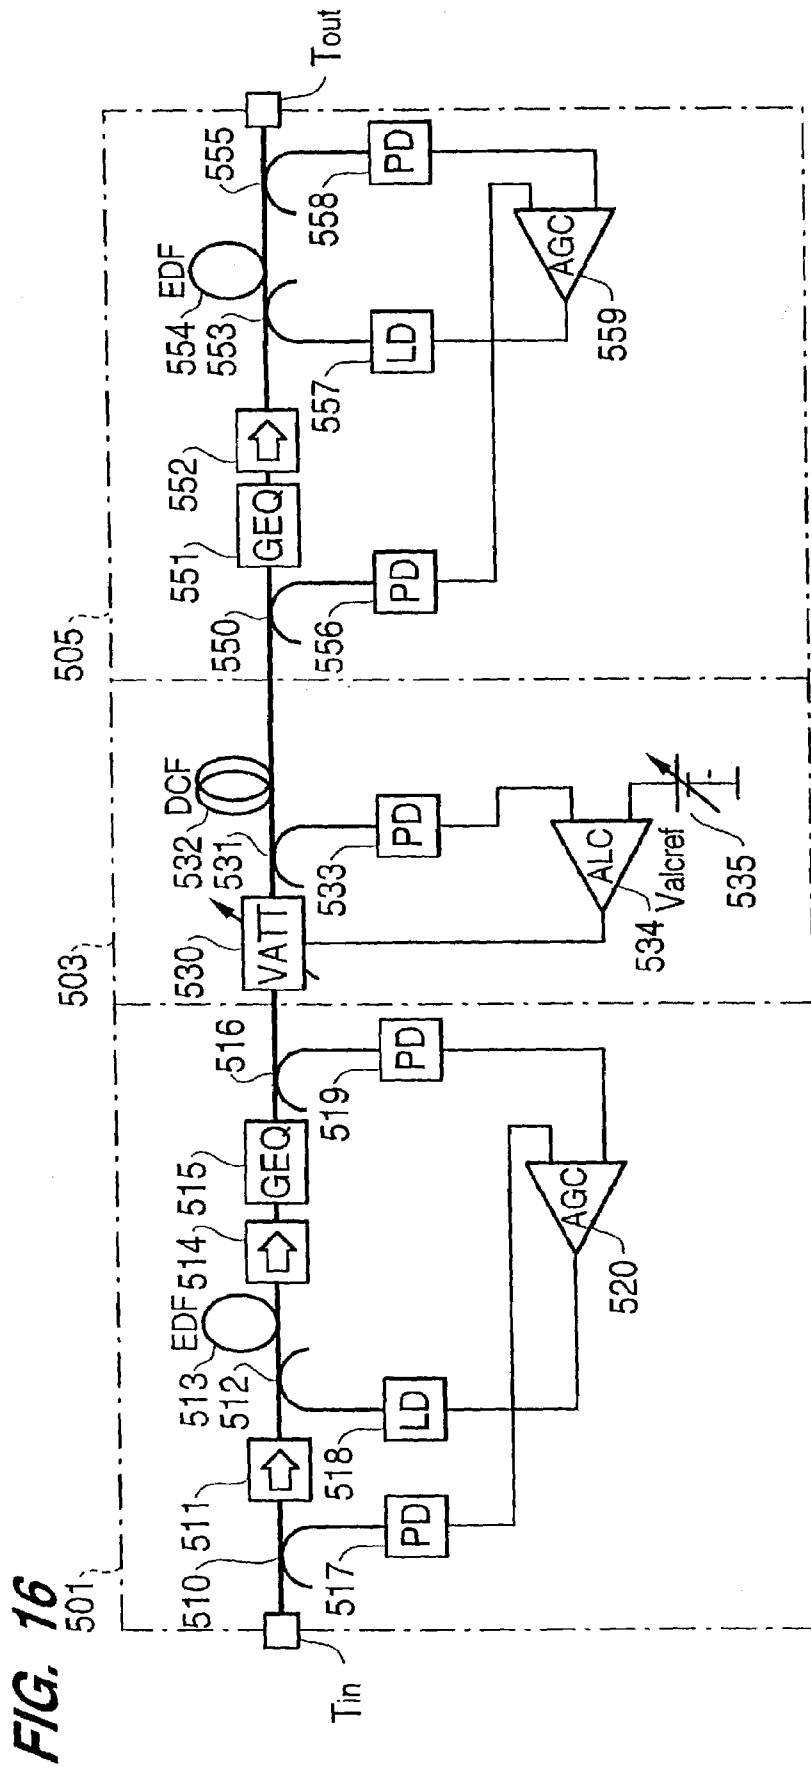 FIG. 16
501
503
505
Tin
510
511
512
513
EDF
514
515
GEQ
516
517
PD
518
LD
519
PD
AGC
520
530
VATT
531
532
DCF
533
PD
ALC
534
Valcref
535
550
551
GEQ
552
553
554
EDF
555
Tout
556
PD
557
LD
558
PD
AGC
559